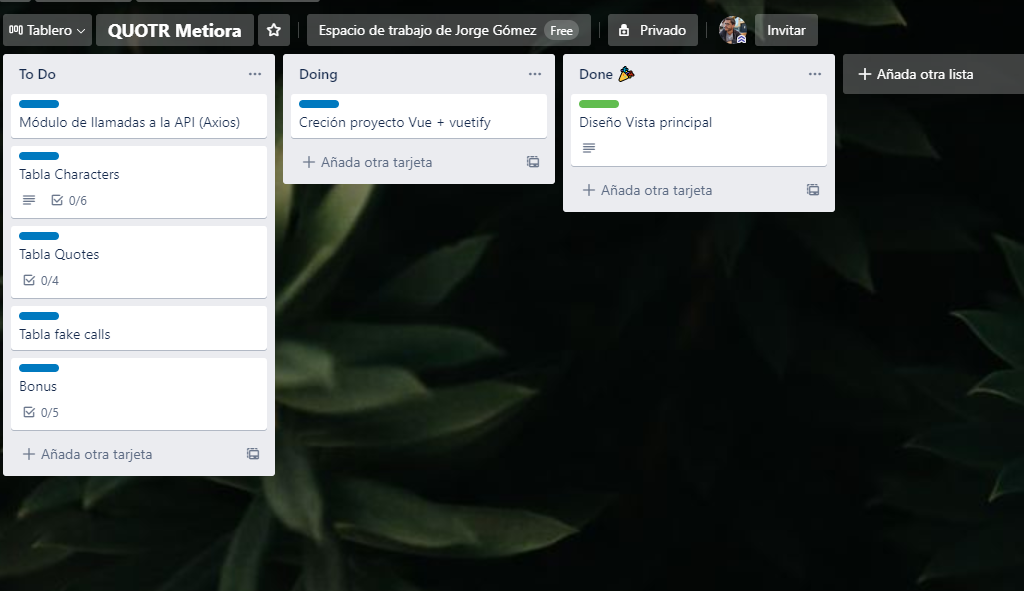 Tablero
QUOTR Metiora
Espacio de trabajo de Jorge Gómez
Free
Privado
Invitar
To Do
Módulo de llamadas a la API (Axios)
Tabla Characters
0/6
Tabla Quotes
0/4
Tabla fake calls
Bonus
0/5
Añada otra tarjeta
Doing
Creción proyecto Vue + vuetify
Añada otra tarjeta
Done
Diseño Vista principal
Añada otra tarjeta
Añada otra lista